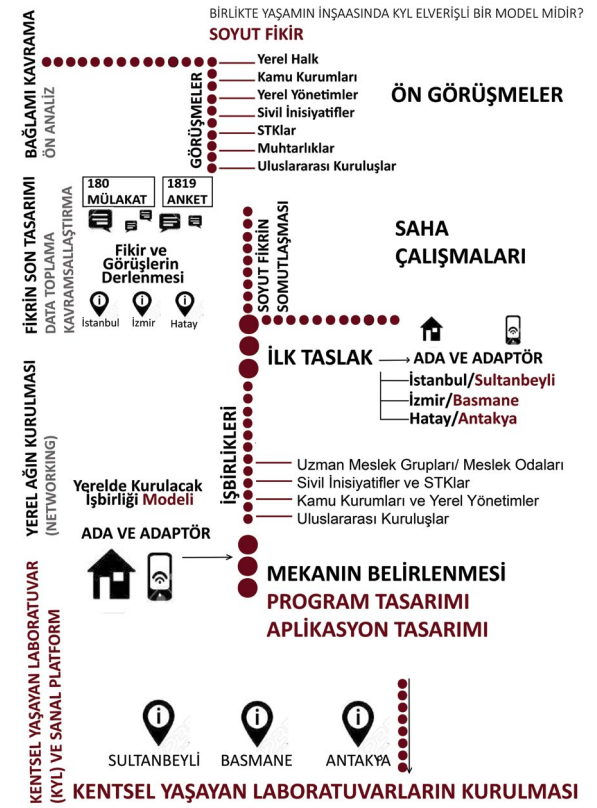 BİRLİKTE YAŞAMIN İNŞAASINDA KYL ELVERİŞLİ BİR MODEL MİDİR?
SOYUT FİKİR
BAĞLAMI KAVRAMA
ÖN ANALİZ
GÖRÜŞMELER
Yerel Halk
Kamu Kurumları
Yerel Yönetimler
Sivil İnisiyatifler
STKlar
Muhtarlıklar
Uluslararası Kuruluşlar
ÖN GÖRÜŞMELER
FİKRİN SON TASARIMI
DATA TOPLAMA
KAVRAMSALLAŞTIRMA
180
MÜLAKAT
1819
ANKET
Fikir ve
Görüşlerin
Derlenmesi
İstanbul
İzmir
Hatay
SOYUT FİKRİN
SOMUTLAŞMASI
SAHA
ÇALIŞMALARI
İLK TASLAK
ADA VE ADAPTÖR
İstanbul/Sultanbeyli
İzmir/Basmane
Hatay/Antakya
YEREL AĞIN KURULMASI
(NETWORKING)
İŞBİRLİKLERİ
Uzman Meslek Grupları/ Meslek Odaları
Sivil İnisiyatifler ve STKlar
Kamu Kurumları ve Yerel Yönetimler
Uluslararası Kuruluşlar
Yerelde Kurulacak
İşbirliği Modeli
ADA VE ADAPTÖR
MEKANIN BELİRLENMESİ
PROGRAM TASARIMI
APLİKASYON TASARIMI
KENTSEL YAŞAYAN LABORATUVAR
(KYL) VE SANAL PLATFORM
SULTANBEYLİ
BASMANE
ANTAKYA
KENTSEL YAŞAYAN LABORATUVARLARIN KURULMASI